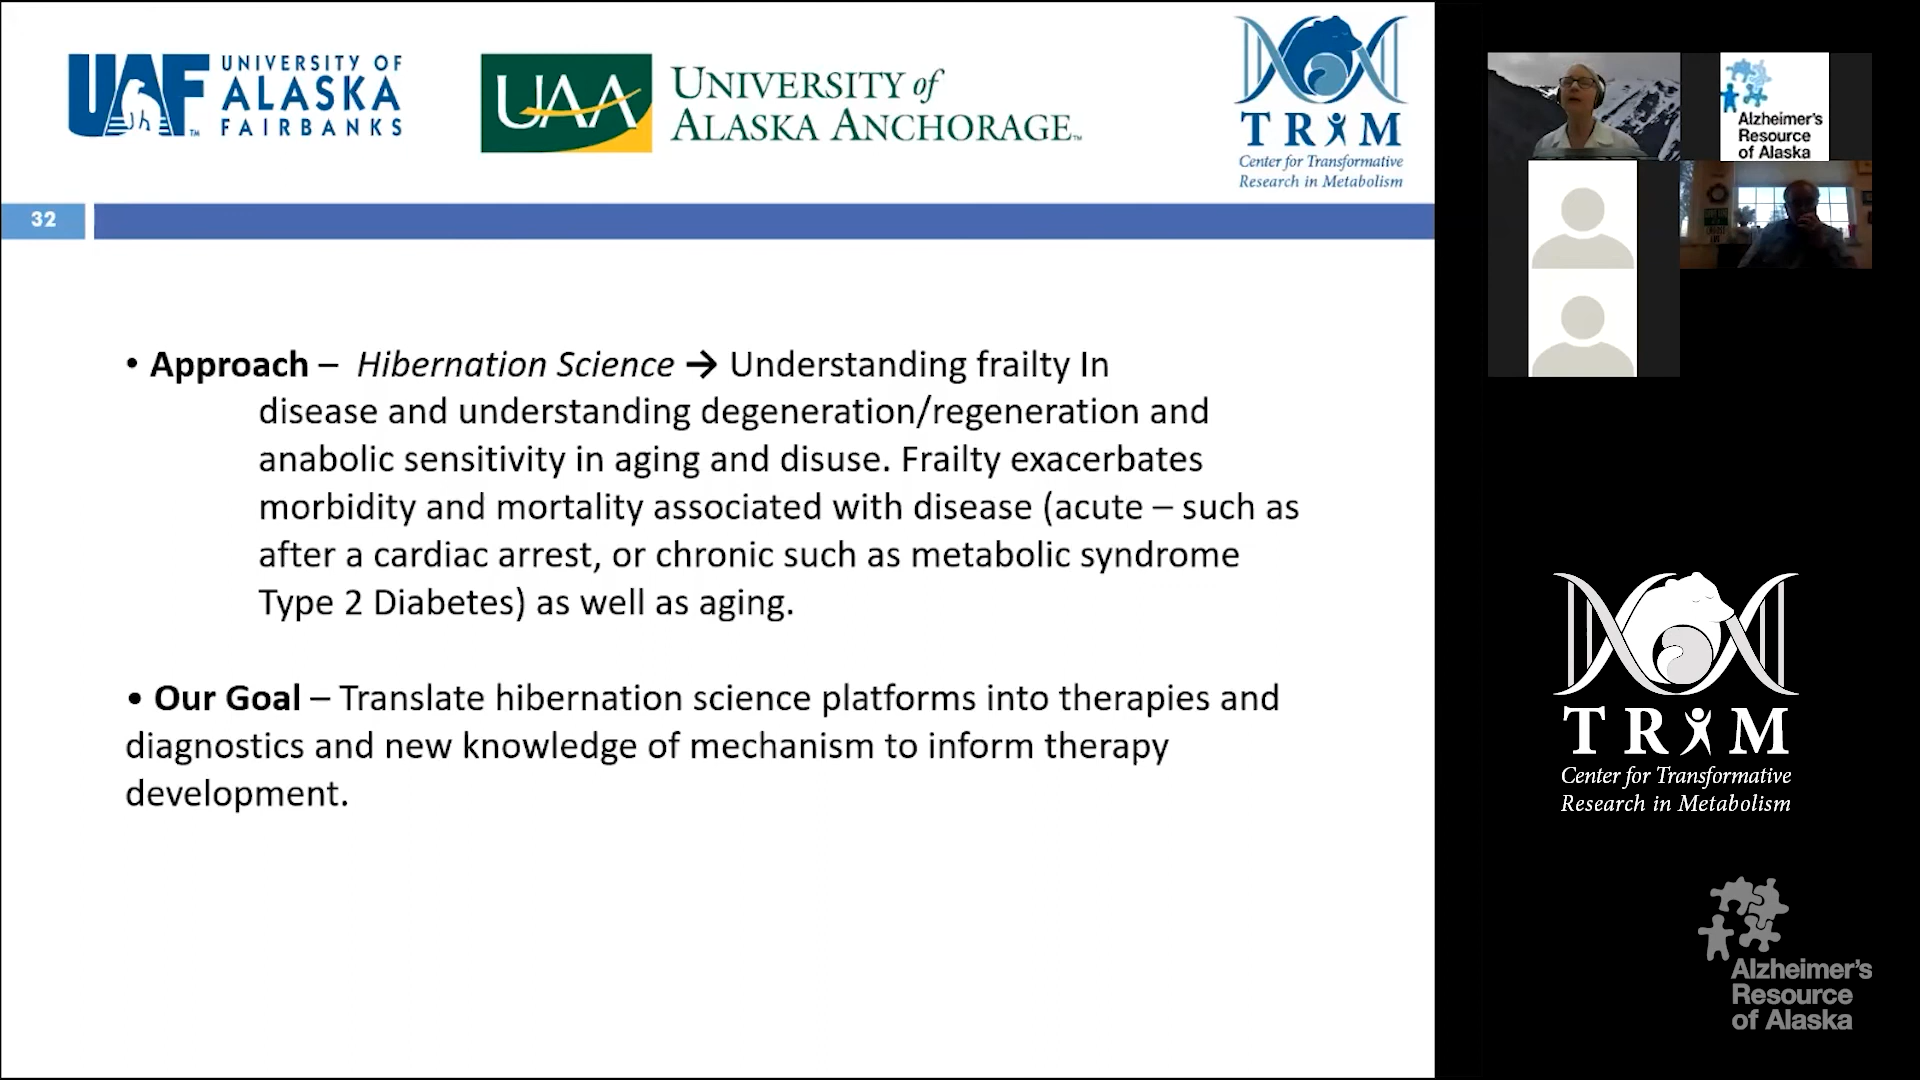 UAF
™
UNIVERSITY OF
ALASKA
FAIRBANKS
UAA
UNIVERSITY of
ALASKA ANCHORAGE™
TRiM
Center for Transformative
Research in Metabolism
32
• Approach – Hibernation Science → Understanding frailty In
disease and understanding degeneration/regeneration and
anabolic sensitivity in aging and disuse. Frailty exacerbates
morbidity and mortality associated with disease (acute – such as
after a cardiac arrest, or chronic such as metabolic syndrome
Type 2 Diabetes) as well as aging.
• Our Goal – Translate hibernation science platforms into therapies and
diagnostics and new knowledge of mechanism to inform therapy
development.
Alzheimer's
Resource
of Alaska
TRiM
Center for Transformative
Research in Metabolism
Alzheimer's
Resource
of Alaska